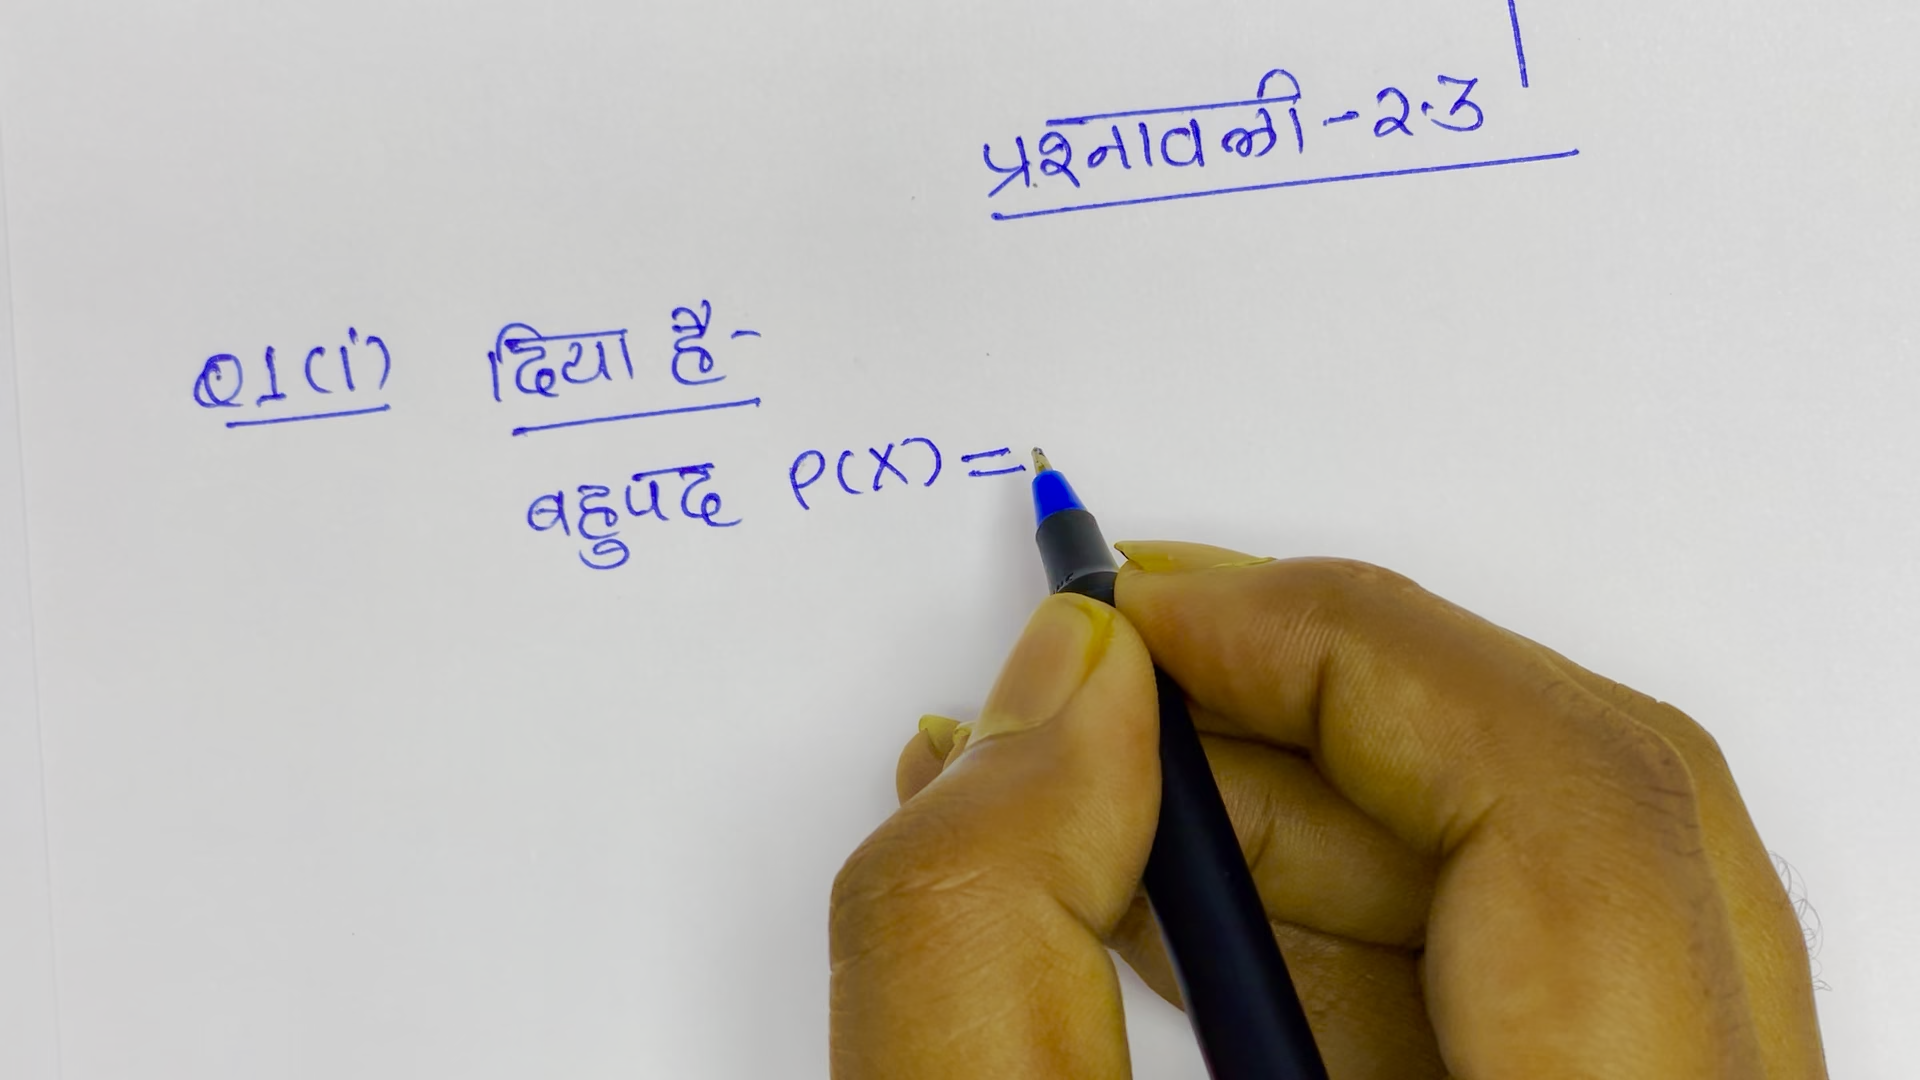 प्रश्नावली - 2.3
Q1(i) दिया है-
बहुपद P(x) =